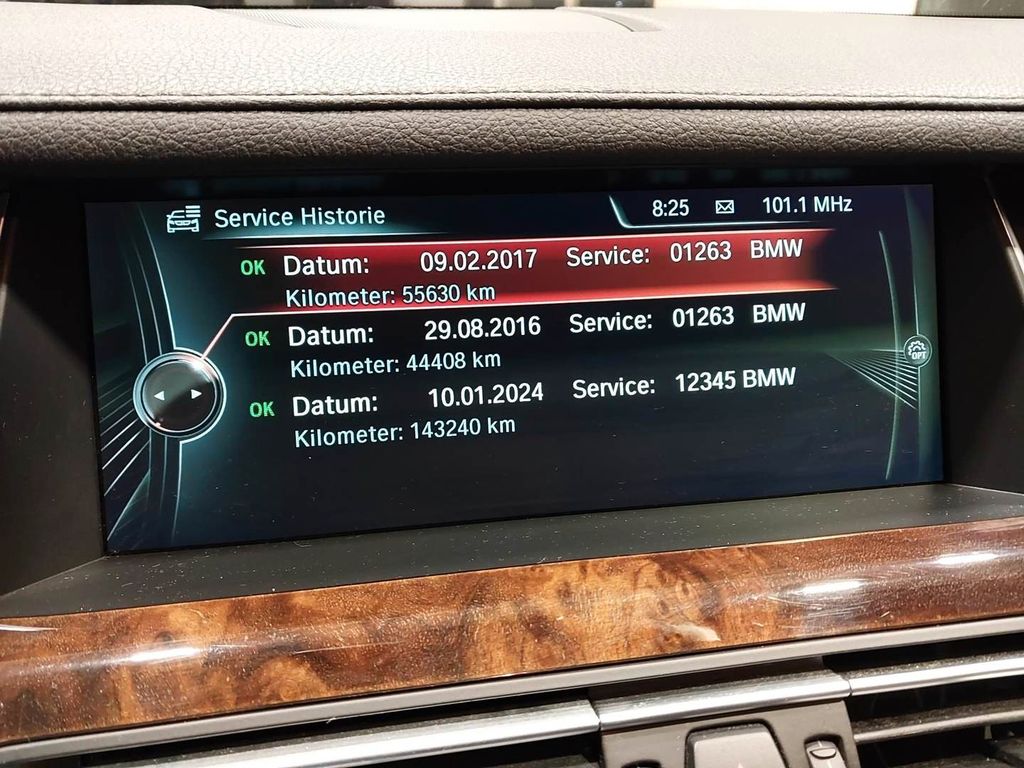 Service Historie 8:25 101.1 MHz
OK Datum: 09.02.2017 Service: 01263 BMW
Kilometer: 55630 km
OK Datum: 29.08.2016 Service: 01263 BMW
Kilometer: 44408 km
OK Datum: 10.01.2024 Service: 12345 BMW
Kilometer: 143240 km
OPT